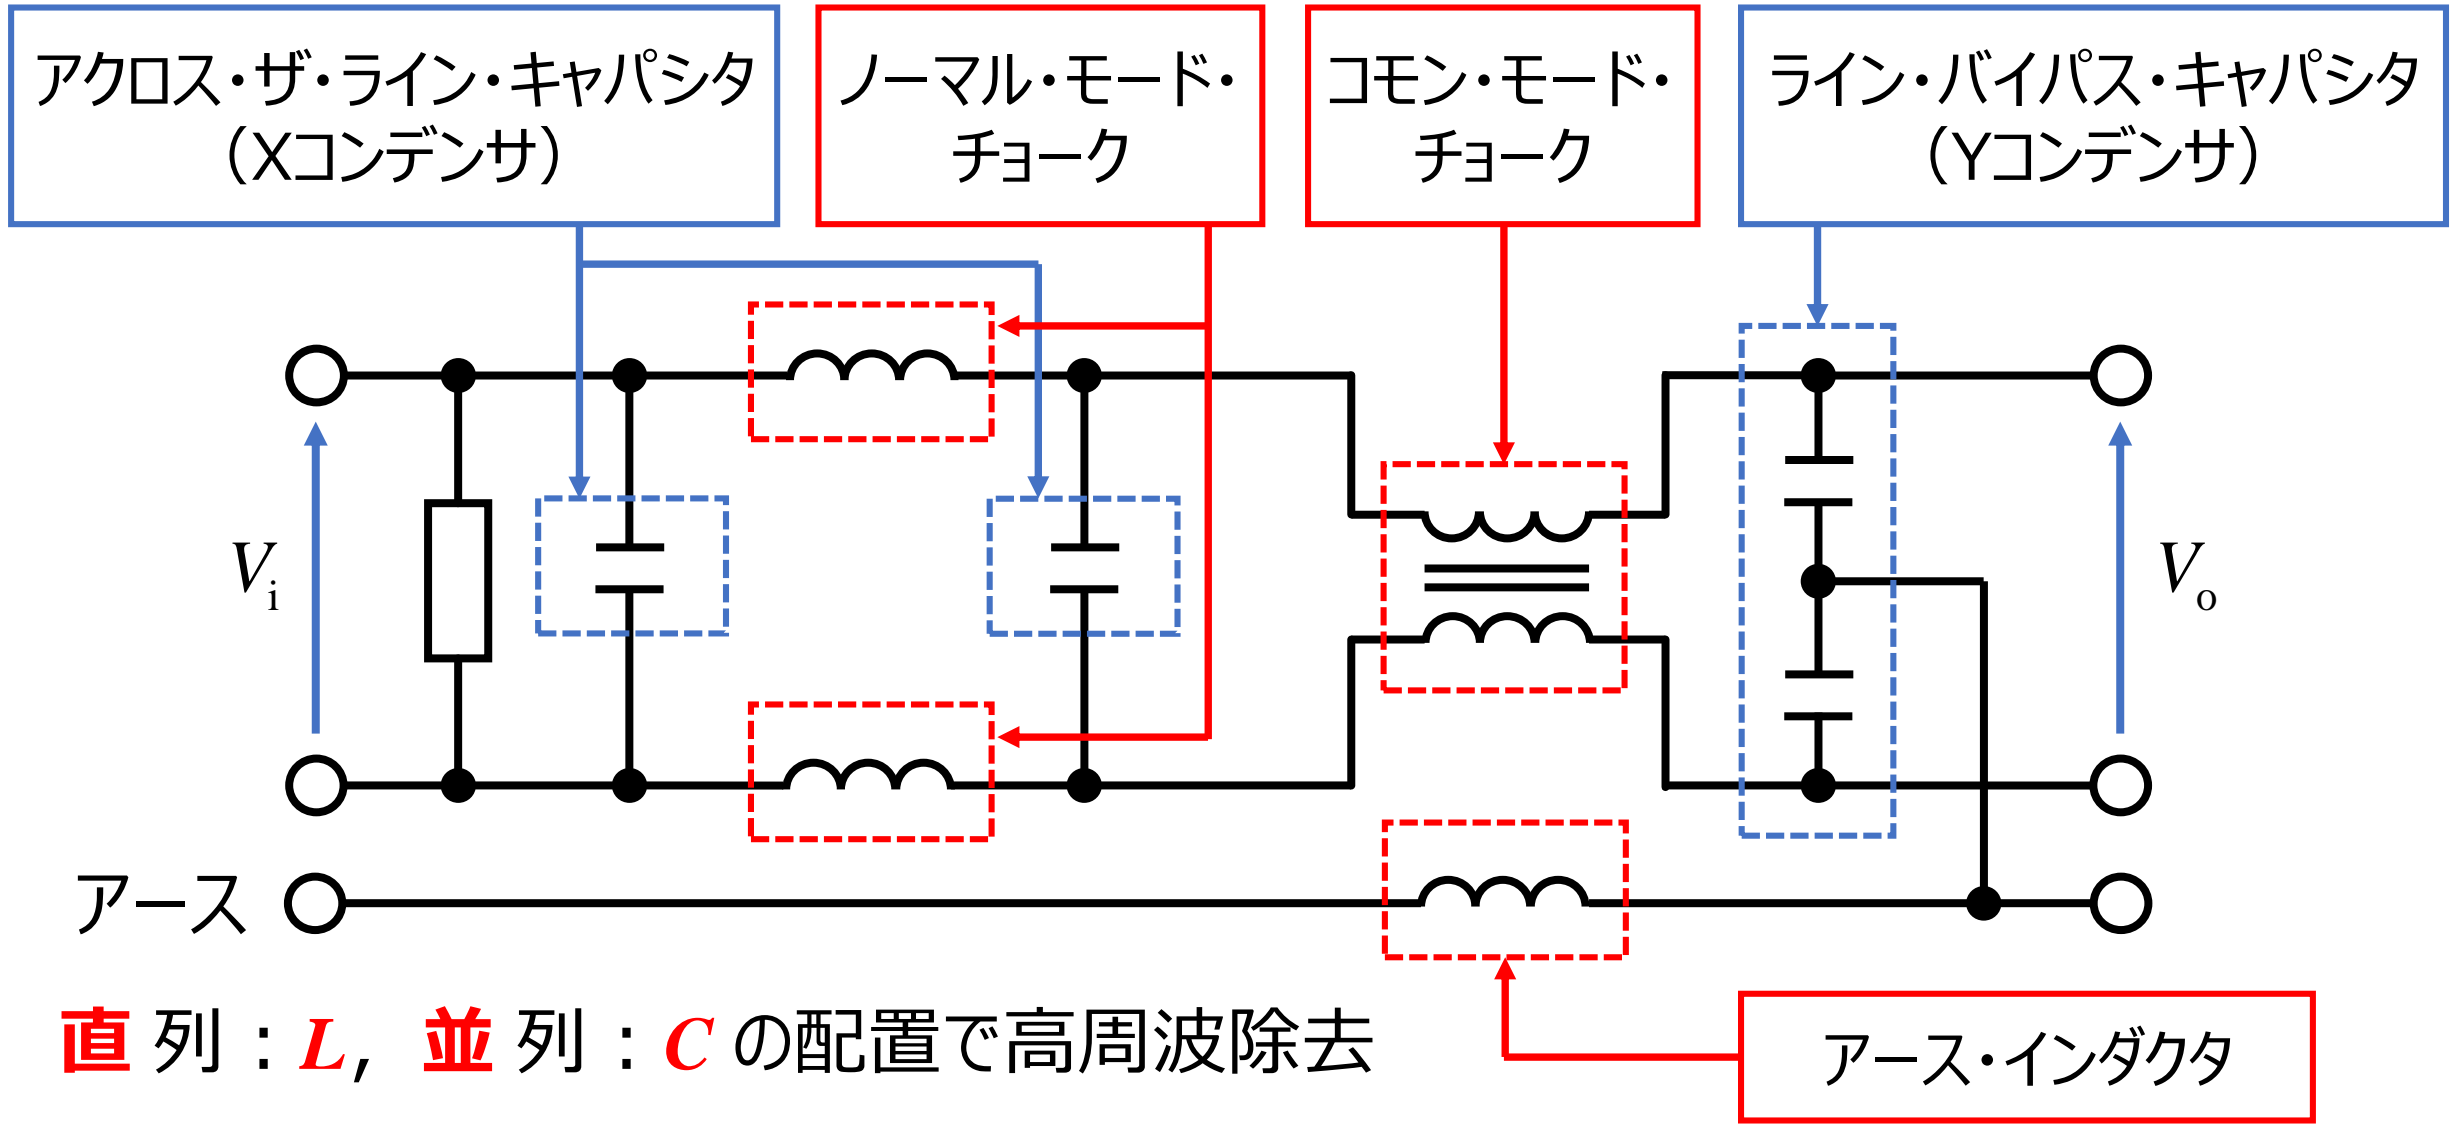 アクロス・ザ・ライン・キャパシタ
（Xコンデンサ）
ノーマル・モード・
チョーク
コモン・モード・
チョーク
ライン・バイパス・キャパシタ
（Yコンデンサ）
Vi
Vo
アース
直列：L，並列：Cの配置で高周波除去
アース・インダクタ